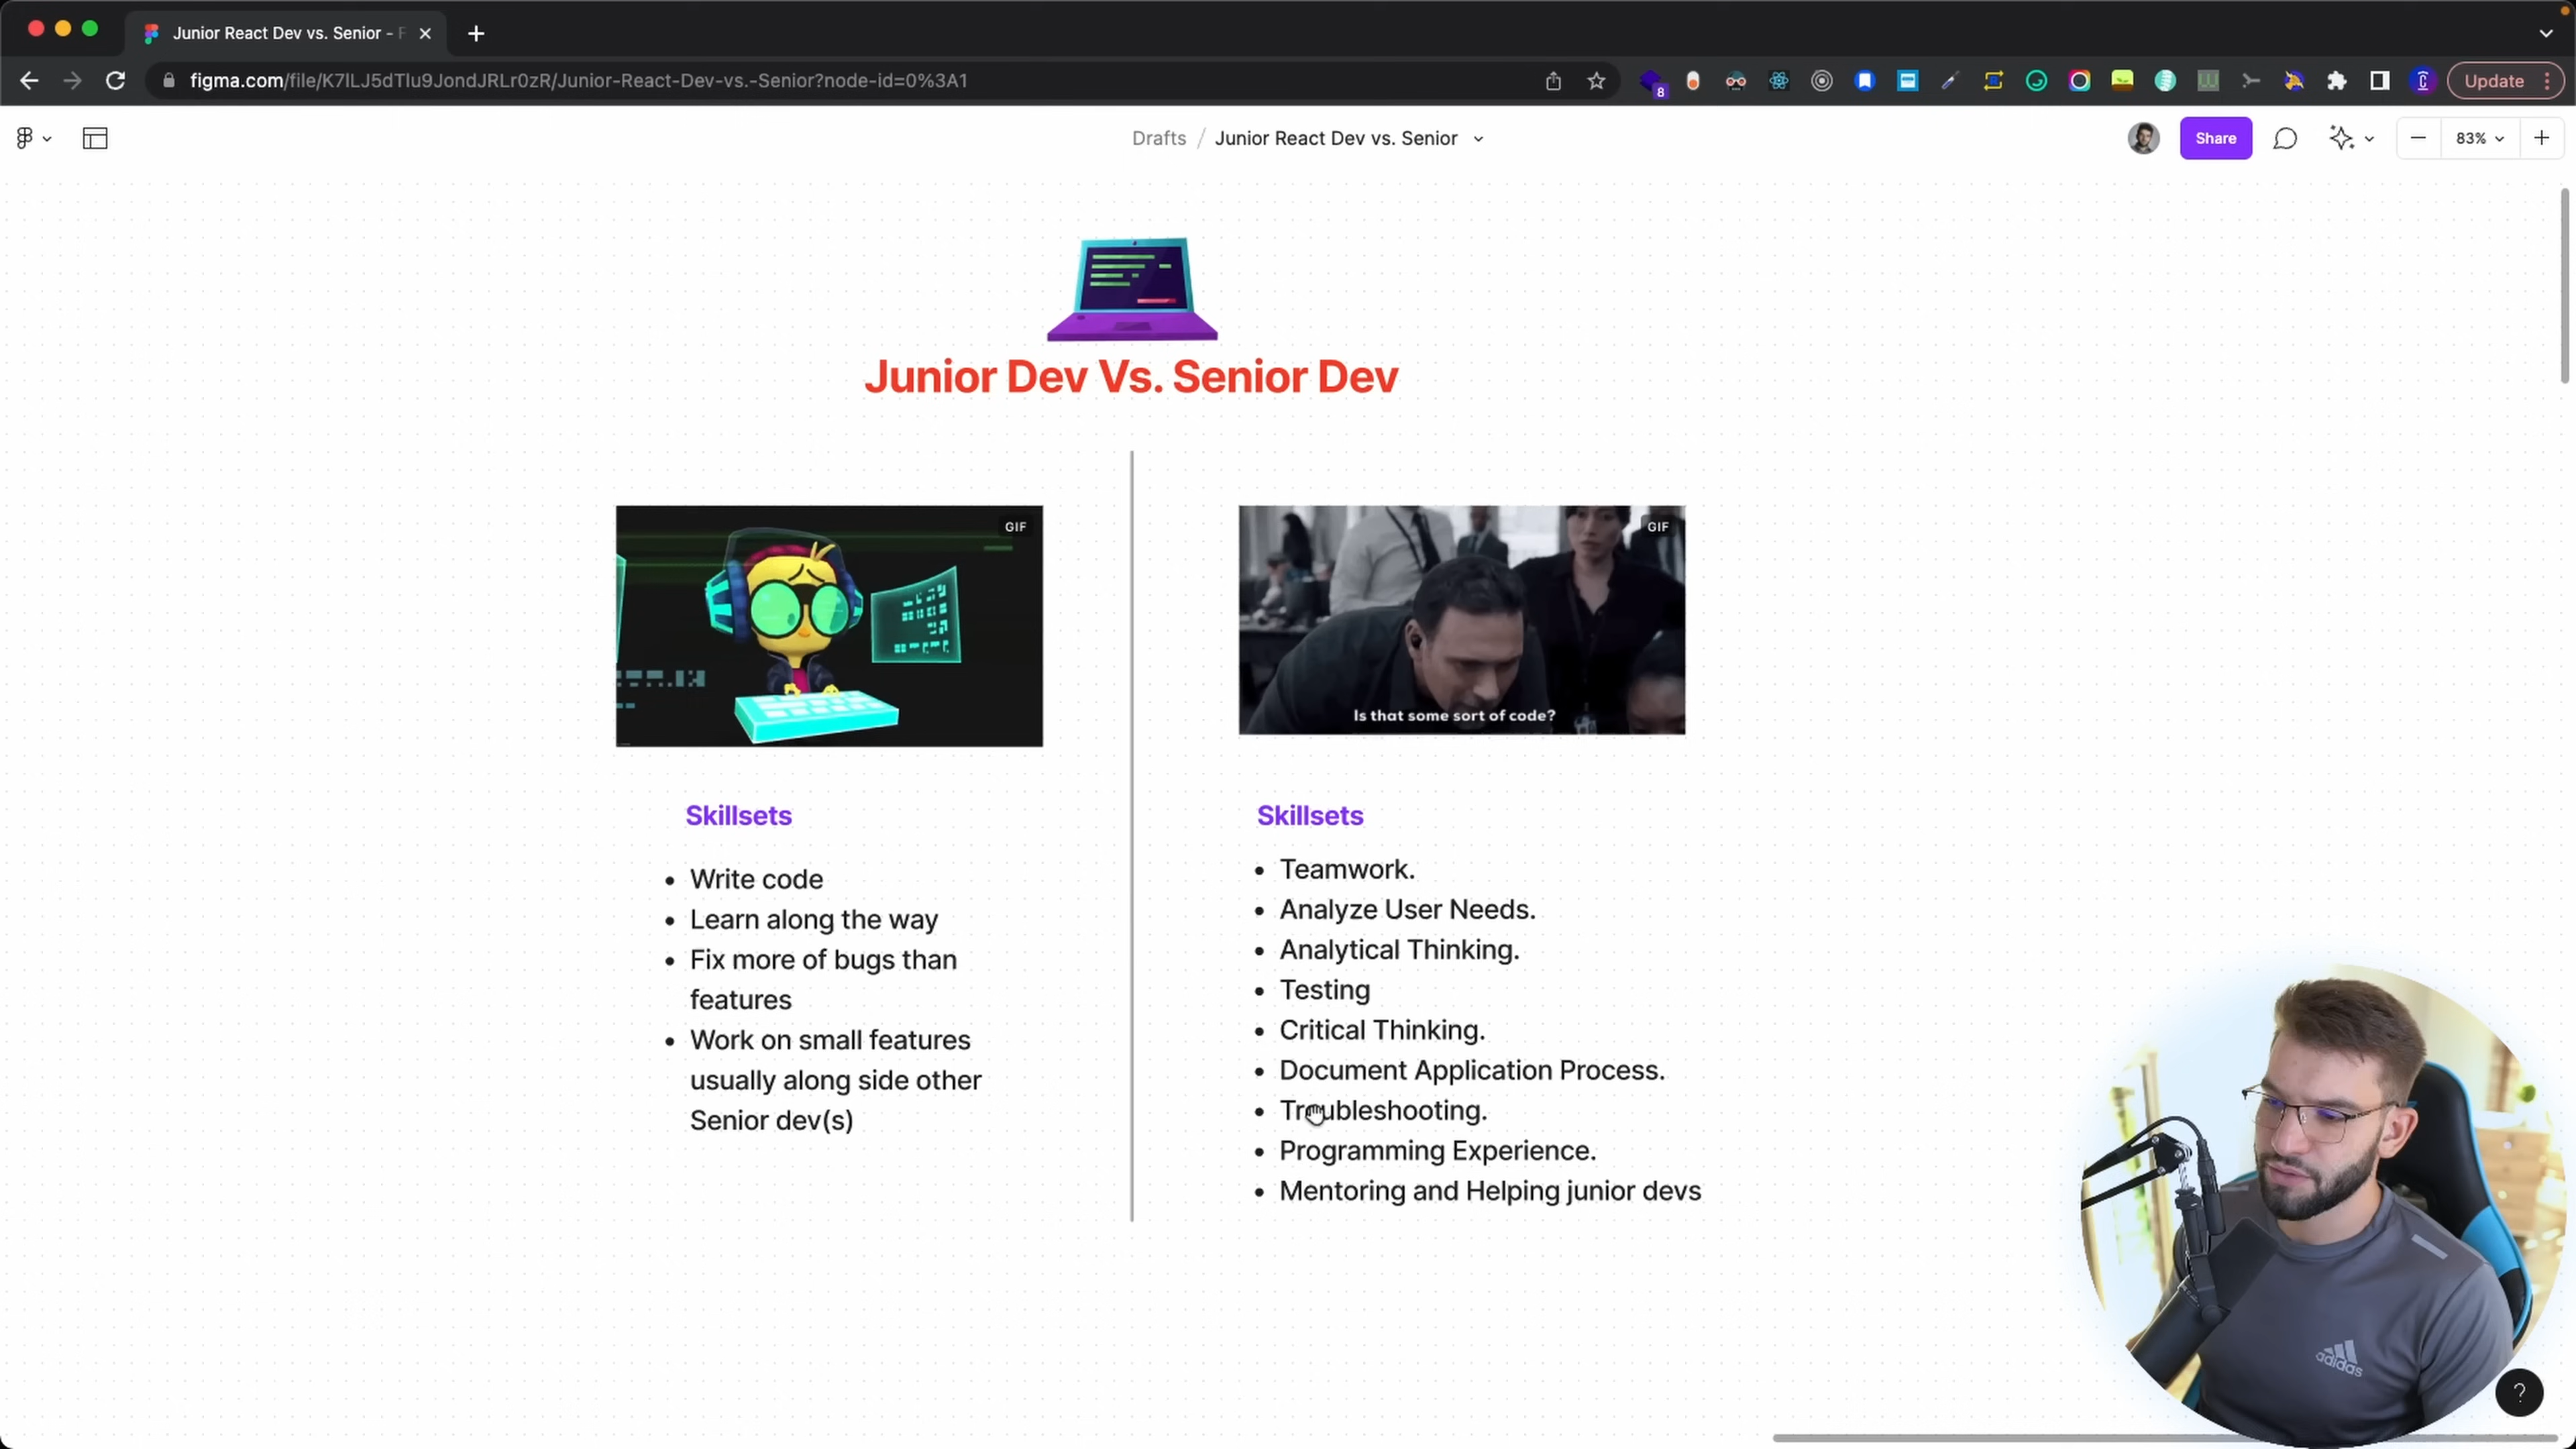 Junior React Dev vs. Senior - F
figma.com/file/K7lLJ5dTlu9JondJRLr0zR/Junior-React-Dev-vs.-Senior?node-id=0%3A1
8
Update
Drafts / Junior React Dev vs. Senior
Share
83%
Junior Dev Vs. Senior Dev
GIF
GIF
Is that some sort of code?
Skillsets
• Write code
• Learn along the way
• Fix more of bugs than
features
• Work on small features
usually along side other
Senior dev(s)
Skillsets
• Teamwork.
• Analyze User Needs.
• Analytical Thinking.
• Testing
• Critical Thinking.
• Document Application Process.
• Troubleshooting.
• Programming Experience.
• Mentoring and Helping junior devs
adidas
?